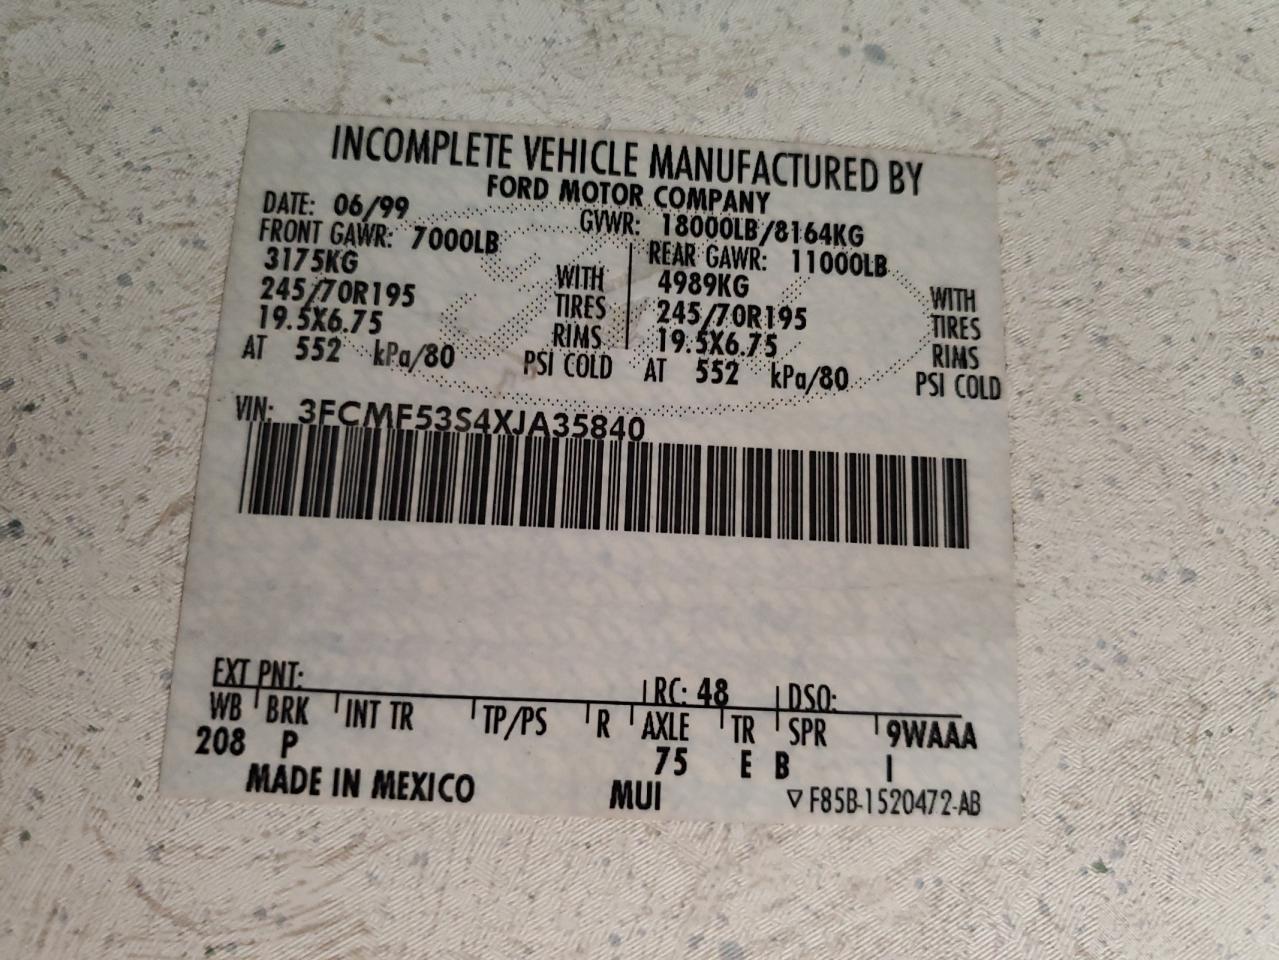 INCOMPLETE VEHICLE MANUFACTURED BY
FORD MOTOR COMPANY
DATE: 06/99 GVWR: 18000LB/8164KG
FRONT GAWR: 7000LB REAR GAWR: 11000LB
3175KG WITH 4989KG WITH
245/70R195 TIRES 245/70R195 TIRES
19.5X6.75 RIMS 19.5X6.75 RIMS
AT 552 kPa/80 PSI COLD AT 552 kPa/80 PSI COLD
VIN: 3FCMF53S4XJA35840
EXT PNT: RC: 48 DSO:
WB BRK INT TR TP/PS R AXLE TR SPR 9WAAA
208 P 75 E B I
MADE IN MEXICO MUI ▽ F85B-1520472-AB